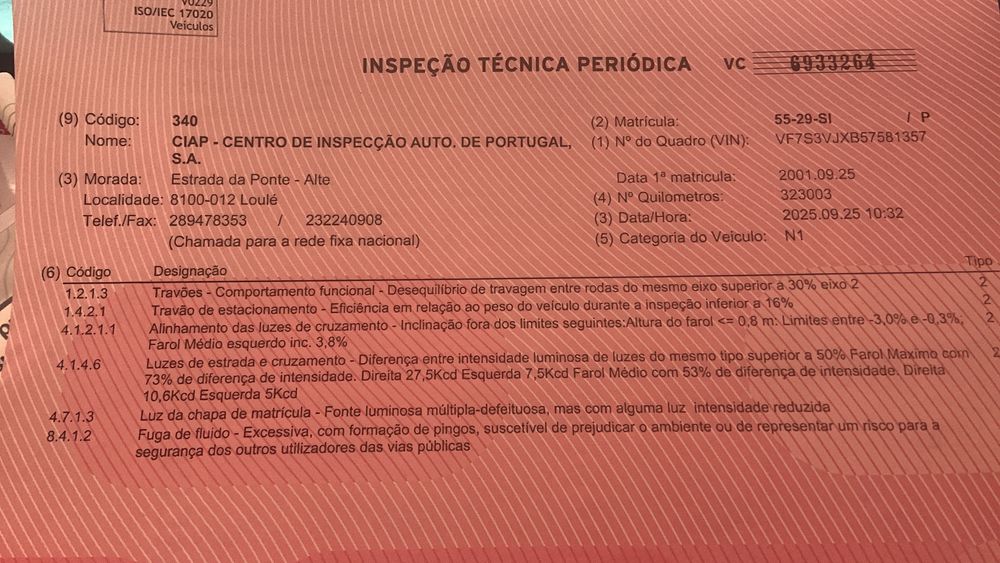 V0229
ISO/IEC 17020
Veículos
INSPEÇÃO TÉCNICA PERIÓDICA VC 6933264
(9) Código: 340
Nome: CIAP - CENTRO DE INSPECÇÃO AUTO. DE PORTUGAL, S.A.
(3) Morada: Estrada da Ponte - Alte
Localidade: 8100-012 Loulé
Telef./Fax: 289478353 / 232240908
(Chamada para a rede fixa nacional)
(2) Matrícula: 55-29-SI / P
(1) Nº do Quadro (VIN): VF7S3VJXB57581357
Data 1ª matricula: 2001.09.25
(4) Nº Quilometros: 323003
(3) Data/Hora: 2025.09.25 10:32
(5) Categoria do Veículo: N1
(6) Código Designação Tipo
1.2.1.3 Travões - Comportamento funcional - Desequilíbrio de travagem entre rodas do mesmo eixo superior a 30% eixo 2 2
1.4.2.1 Travão de estacionamento - Eficiência em relação ao peso do veículo durante a inspeção inferior a 16% 2
4.1.2.1.1 Alinhamento das luzes de cruzamento - Inclinação fora dos limites seguintes:Altura do farol <= 0,8 m: Limites entre -3,0% e -0,3%; 2
Farol Médio esquerdo inc. 3,8%
4.1.4.6 Luzes de estrada e cruzamento - Diferença entre intensidade luminosa de luzes do mesmo tipo superior a 50% Farol Maximo com 2
73% de diferença de intensidade. Direita 27,5Kcd Esquerda 7,5Kcd Farol Médio com 53% de diferença de intensidade. Direita
10,6Kcd Esquerda 5Kcd
4.7.1.3 Luz da chapa de matrícula - Fonte luminosa múltipla-defeituosa, mas com alguma luz intensidade reduzida
8.4.1.2 Fuga de fluido - Excessiva, com formação de pingos, suscetível de prejudicar o ambiente ou de representar um risco para a
segurança dos outros utilizadores das vias públicas